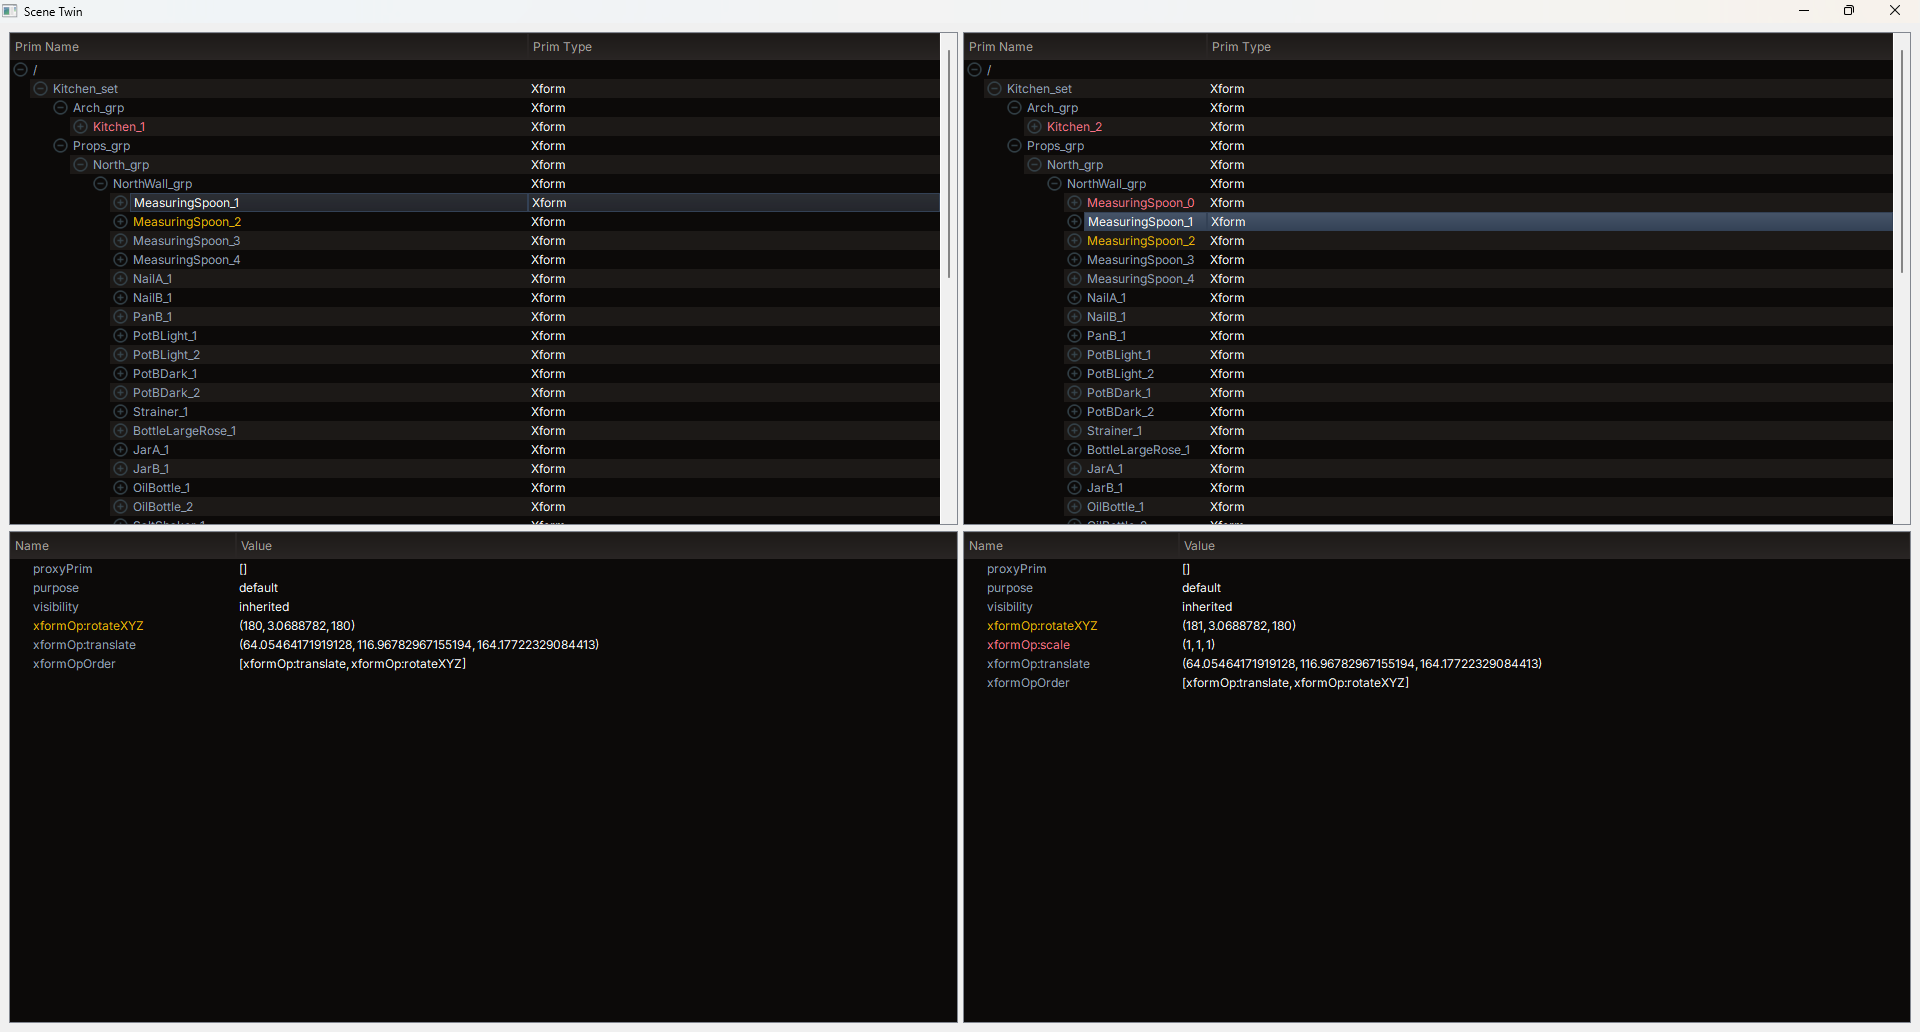 Scene Twin
Prim Name Prim Type
/
Kitchen_set Xform
Arch_grp Xform
Kitchen_1 Xform
Props_grp Xform
North_grp Xform
NorthWall_grp Xform
MeasuringSpoon_1 Xform
MeasuringSpoon_2 Xform
MeasuringSpoon_3 Xform
MeasuringSpoon_4 Xform
NailA_1 Xform
NailB_1 Xform
PanB_1 Xform
PotBLight_1 Xform
PotBLight_2 Xform
PotBDark_1 Xform
PotBDark_2 Xform
Strainer_1 Xform
BottleLargeRose_1 Xform
JarA_1 Xform
JarB_1 Xform
OilBottle_1 Xform
OilBottle_2 Xform
Prim Name Prim Type
/
Kitchen_set Xform
Arch_grp Xform
Kitchen_2 Xform
Props_grp Xform
North_grp Xform
NorthWall_grp Xform
MeasuringSpoon_0 Xform
MeasuringSpoon_1 Xform
MeasuringSpoon_2 Xform
MeasuringSpoon_3 Xform
MeasuringSpoon_4 Xform
NailA_1 Xform
NailB_1 Xform
PanB_1 Xform
PotBLight_1 Xform
PotBLight_2 Xform
PotBDark_1 Xform
PotBDark_2 Xform
Strainer_1 Xform
BottleLargeRose_1 Xform
JarA_1 Xform
JarB_1 Xform
OilBottle_1 Xform
Name Value
proxyPrim []
purpose default
visibility inherited
xformOp:rotateXYZ (180, 3.0688782, 180)
xformOp:translate (64.05464171919128, 116.96782967155194, 164.17722329084413)
xformOpOrder [xformOp:translate, xformOp:rotateXYZ]
Name Value
proxyPrim []
purpose default
visibility inherited
xformOp:rotateXYZ (181, 3.0688782, 180)
xformOp:scale (1, 1, 1)
xformOp:translate (64.05464171919128, 116.96782967155194, 164.17722329084413)
xformOpOrder [xformOp:translate, xformOp:rotateXYZ]